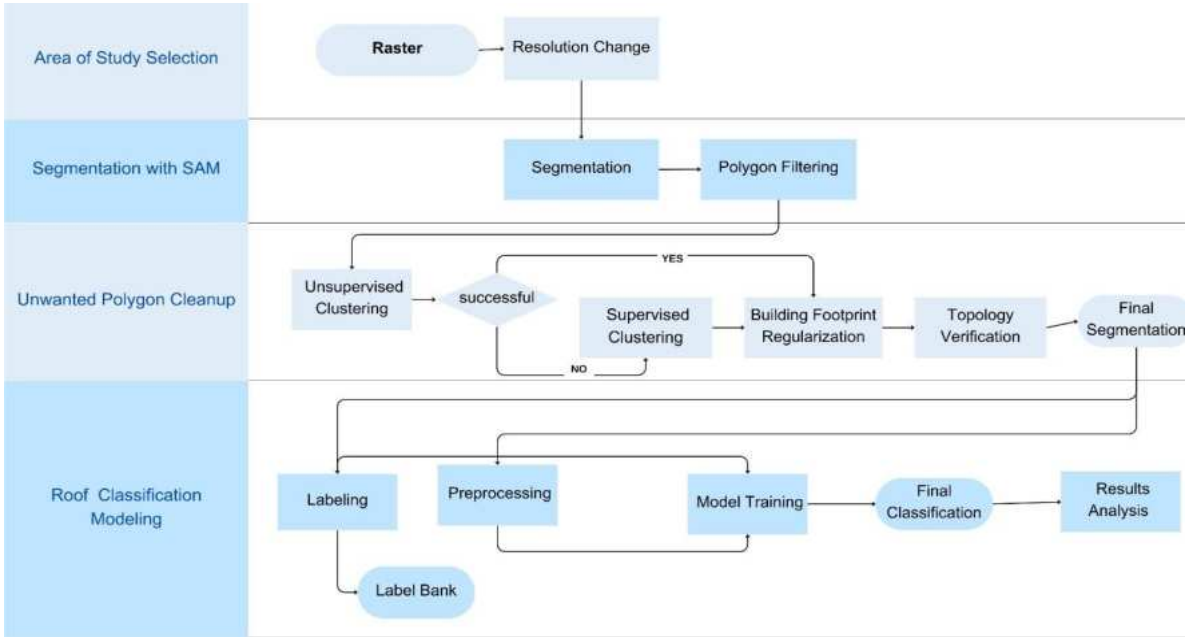 Area of Study Selection
Raster
Resolution Change
Segmentation with SAM
Segmentation
Polygon Filtering
Unwanted Polygon Cleanup
Unsupervised
Clustering
successful
YES
NO
Supervised
Clustering
Building Footprint
Regularization
Topology
Verification
Final
Segmentation
Roof Classification
Modeling
Labeling
Preprocessing
Model Training
Final
Classification
Results
Analysis
Label Bank